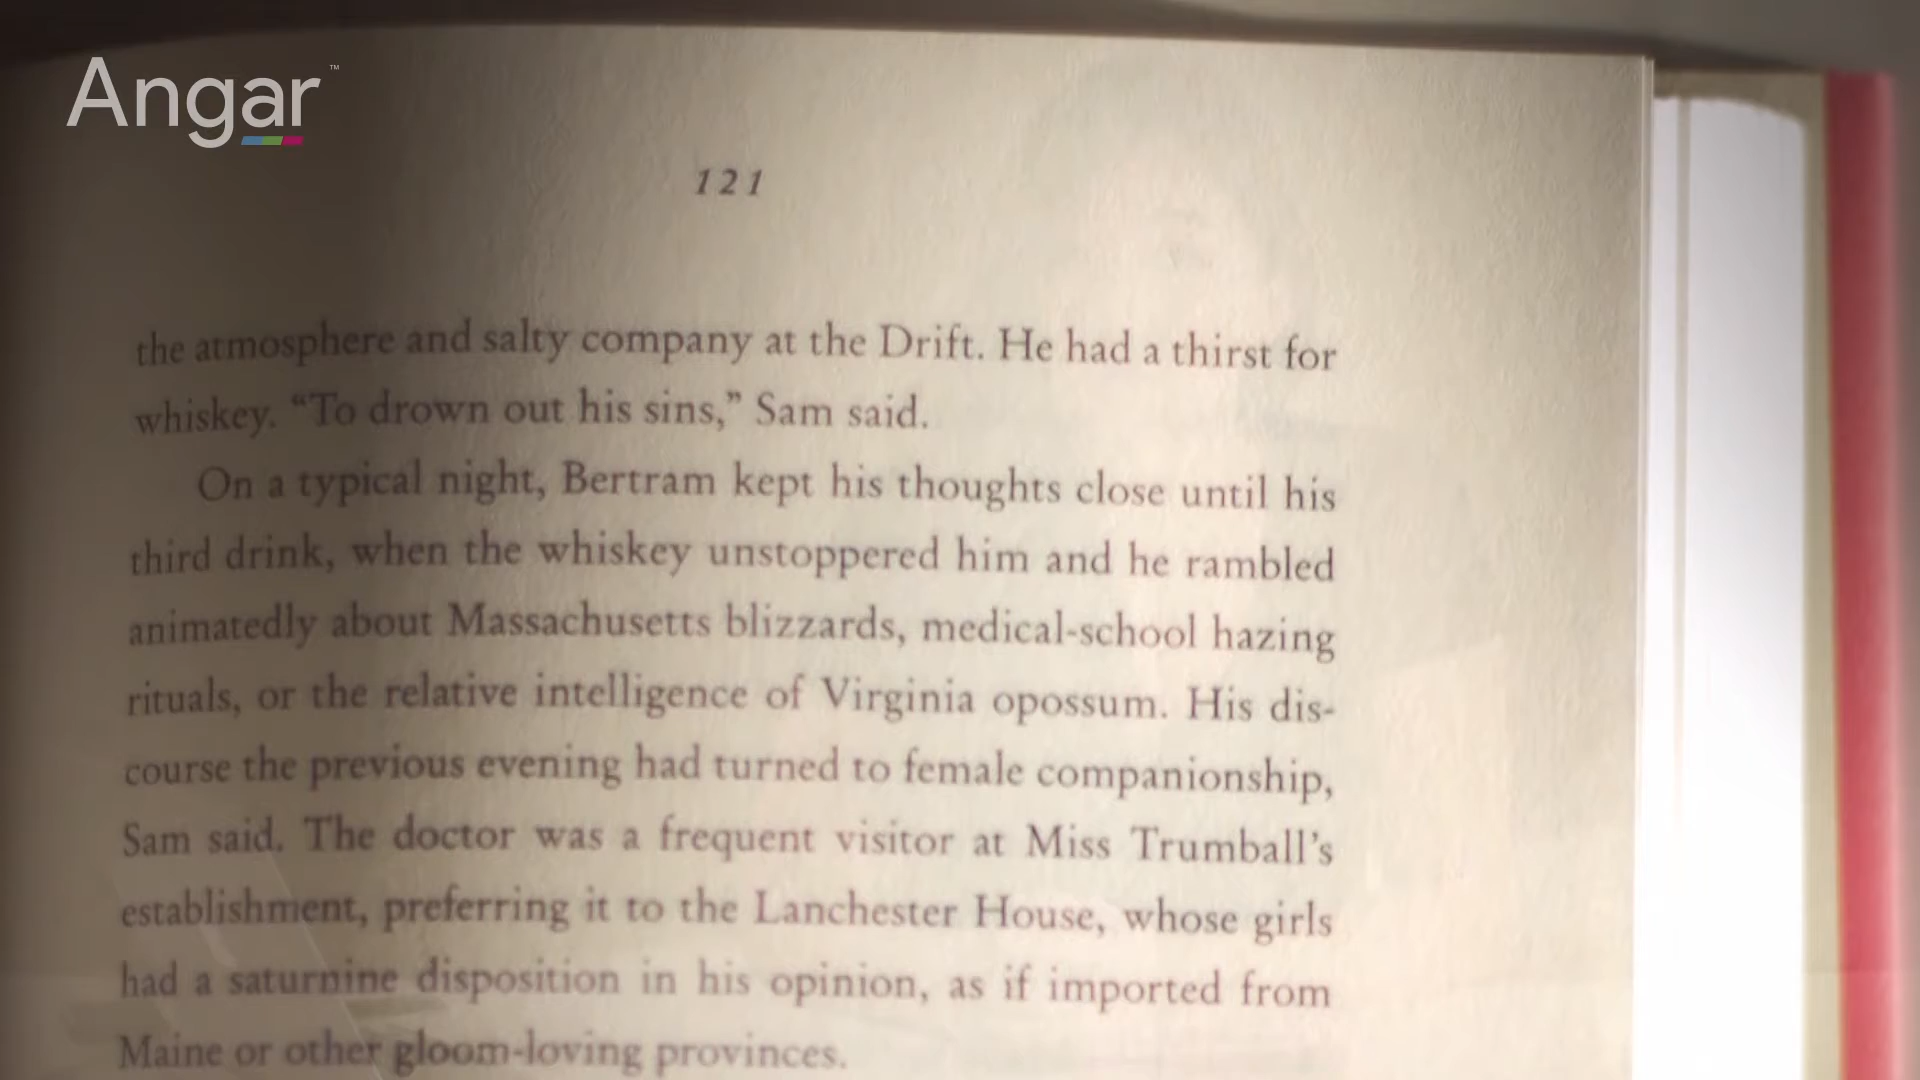 Angar™
121
the atmosphere and salty company at the Drift. He had a thirst for
whiskey. “To drown out his sins,” Sam said.
On a typical night, Bertram kept his thoughts close until his
third drink, when the whiskey unstoppered him and he rambled
animatedly about Massachusetts blizzards, medical-school hazing
rituals, or the relative intelligence of Virginia opossum. His dis-
course the previous evening had turned to female companionship,
Sam said. The doctor was a frequent visitor at Miss Trumball’s
establishment, preferring it to the Lanchester House, whose girls
had a saturnine disposition in his opinion, as if imported from
Maine or other gloom-loving provinces.